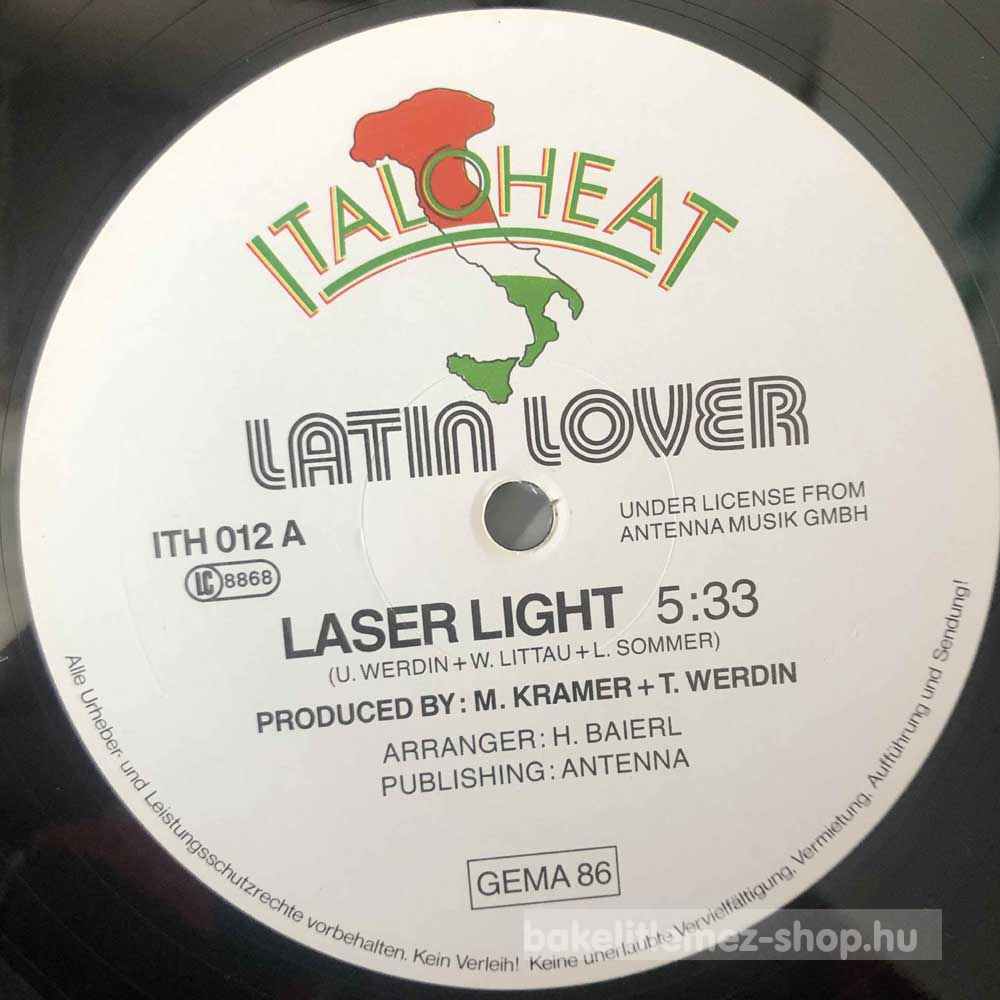 ITALOHEAT
LATIN LOVER
UNDER LICENSE FROM
ANTENNA MUSIK GMBH
ITH 012 A
LC 8868
LASER LIGHT 5:33
(U. WERDIN + W. LITTAU + L. SOMMER)
PRODUCED BY: M. KRAMER + T. WERDIN
ARRANGER: H. BAIERL
PUBLISHING: ANTENNA
GEMA 86
Alle Urheber- und Leistungsschutzrechte vorbehalten. Kein Verleih! Keine unerlaubte Vervielfältigung, Vermietung, Aufführung und Sendung!
bakelitlemez-shop.hu